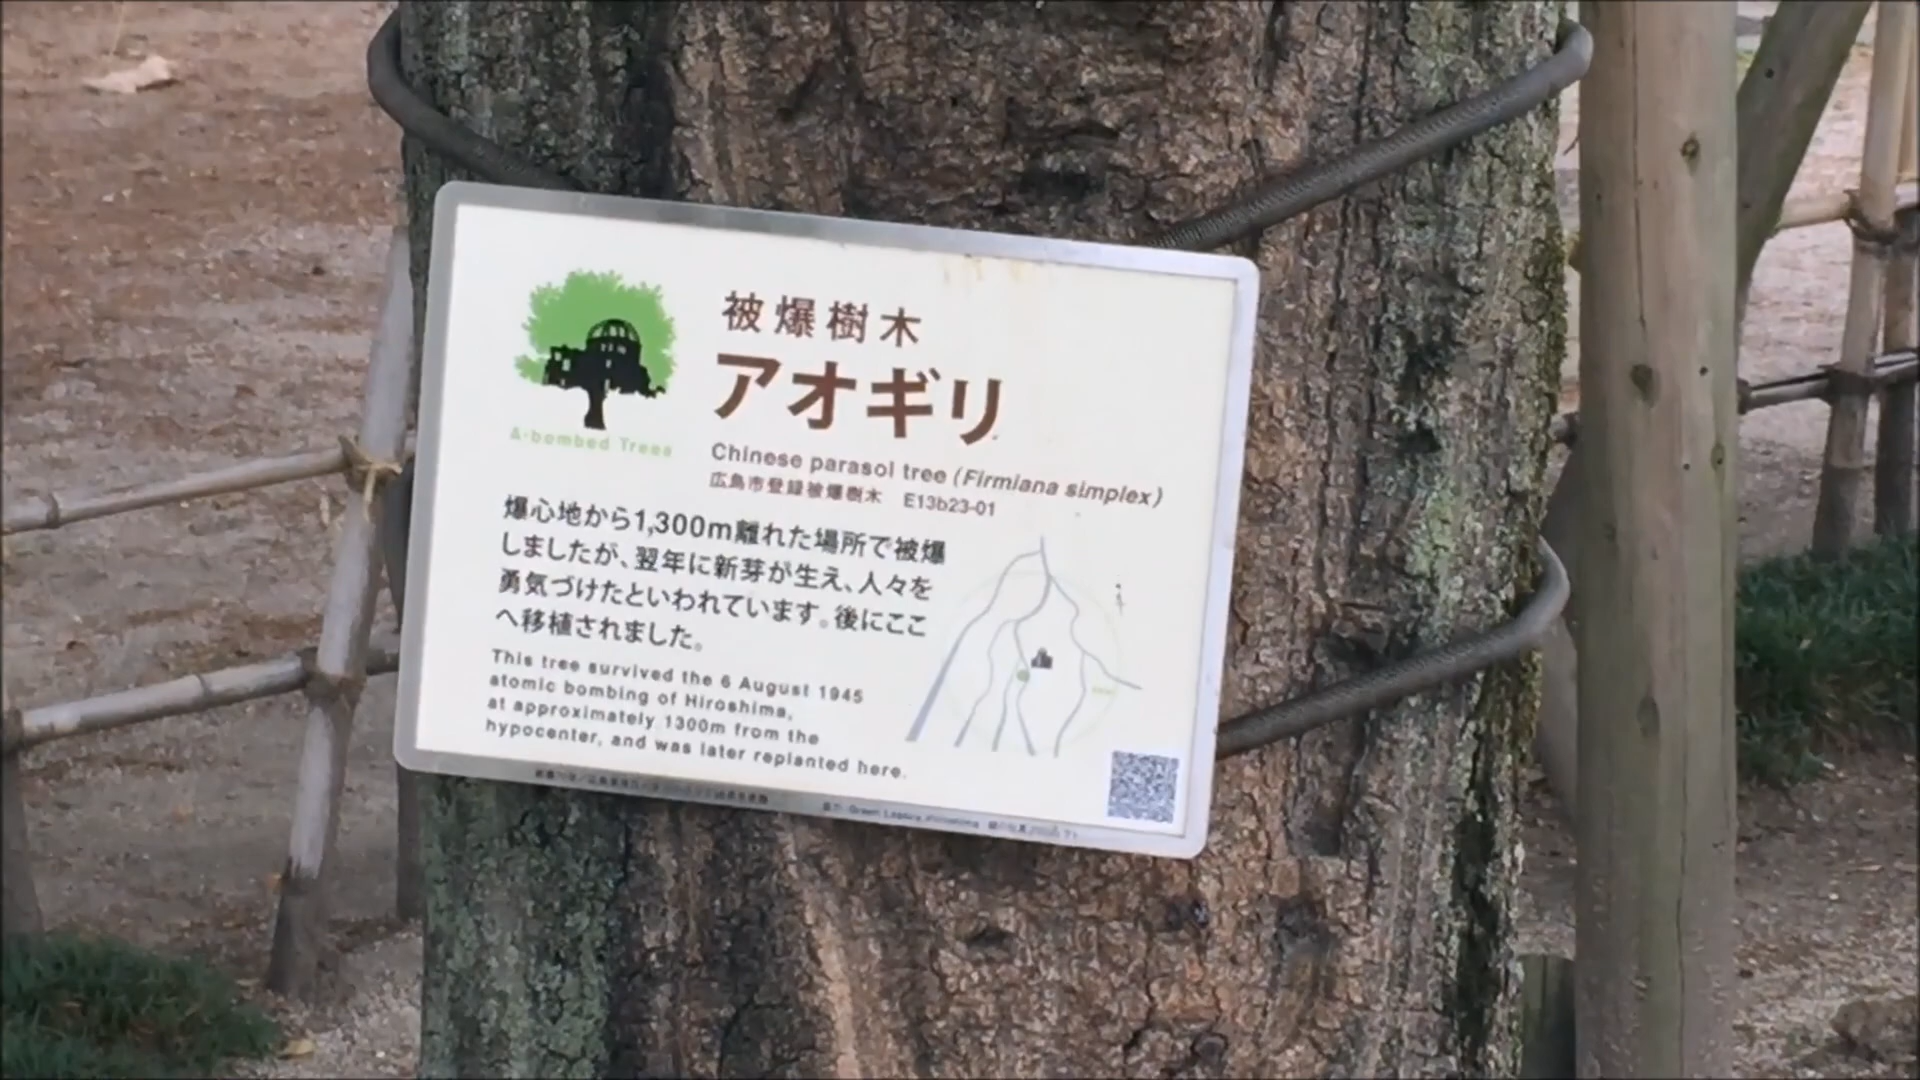 被爆樹木
アオギリ
A-bombed Trees
Chinese parasol tree (Firmiana simplex)
広島市登録被爆樹木 E13b23-01
爆心地から1,300m離れた場所で被爆
しましたが、翌年に新芽が生え、人々を
勇気づけたといわれています。後にここ
へ移植されました。
This tree survived the 6 August 1945
atomic bombing of Hiroshima,
at approximately 1300m from the
hypocenter, and was later replanted here.
Green Legacy Hiroshima